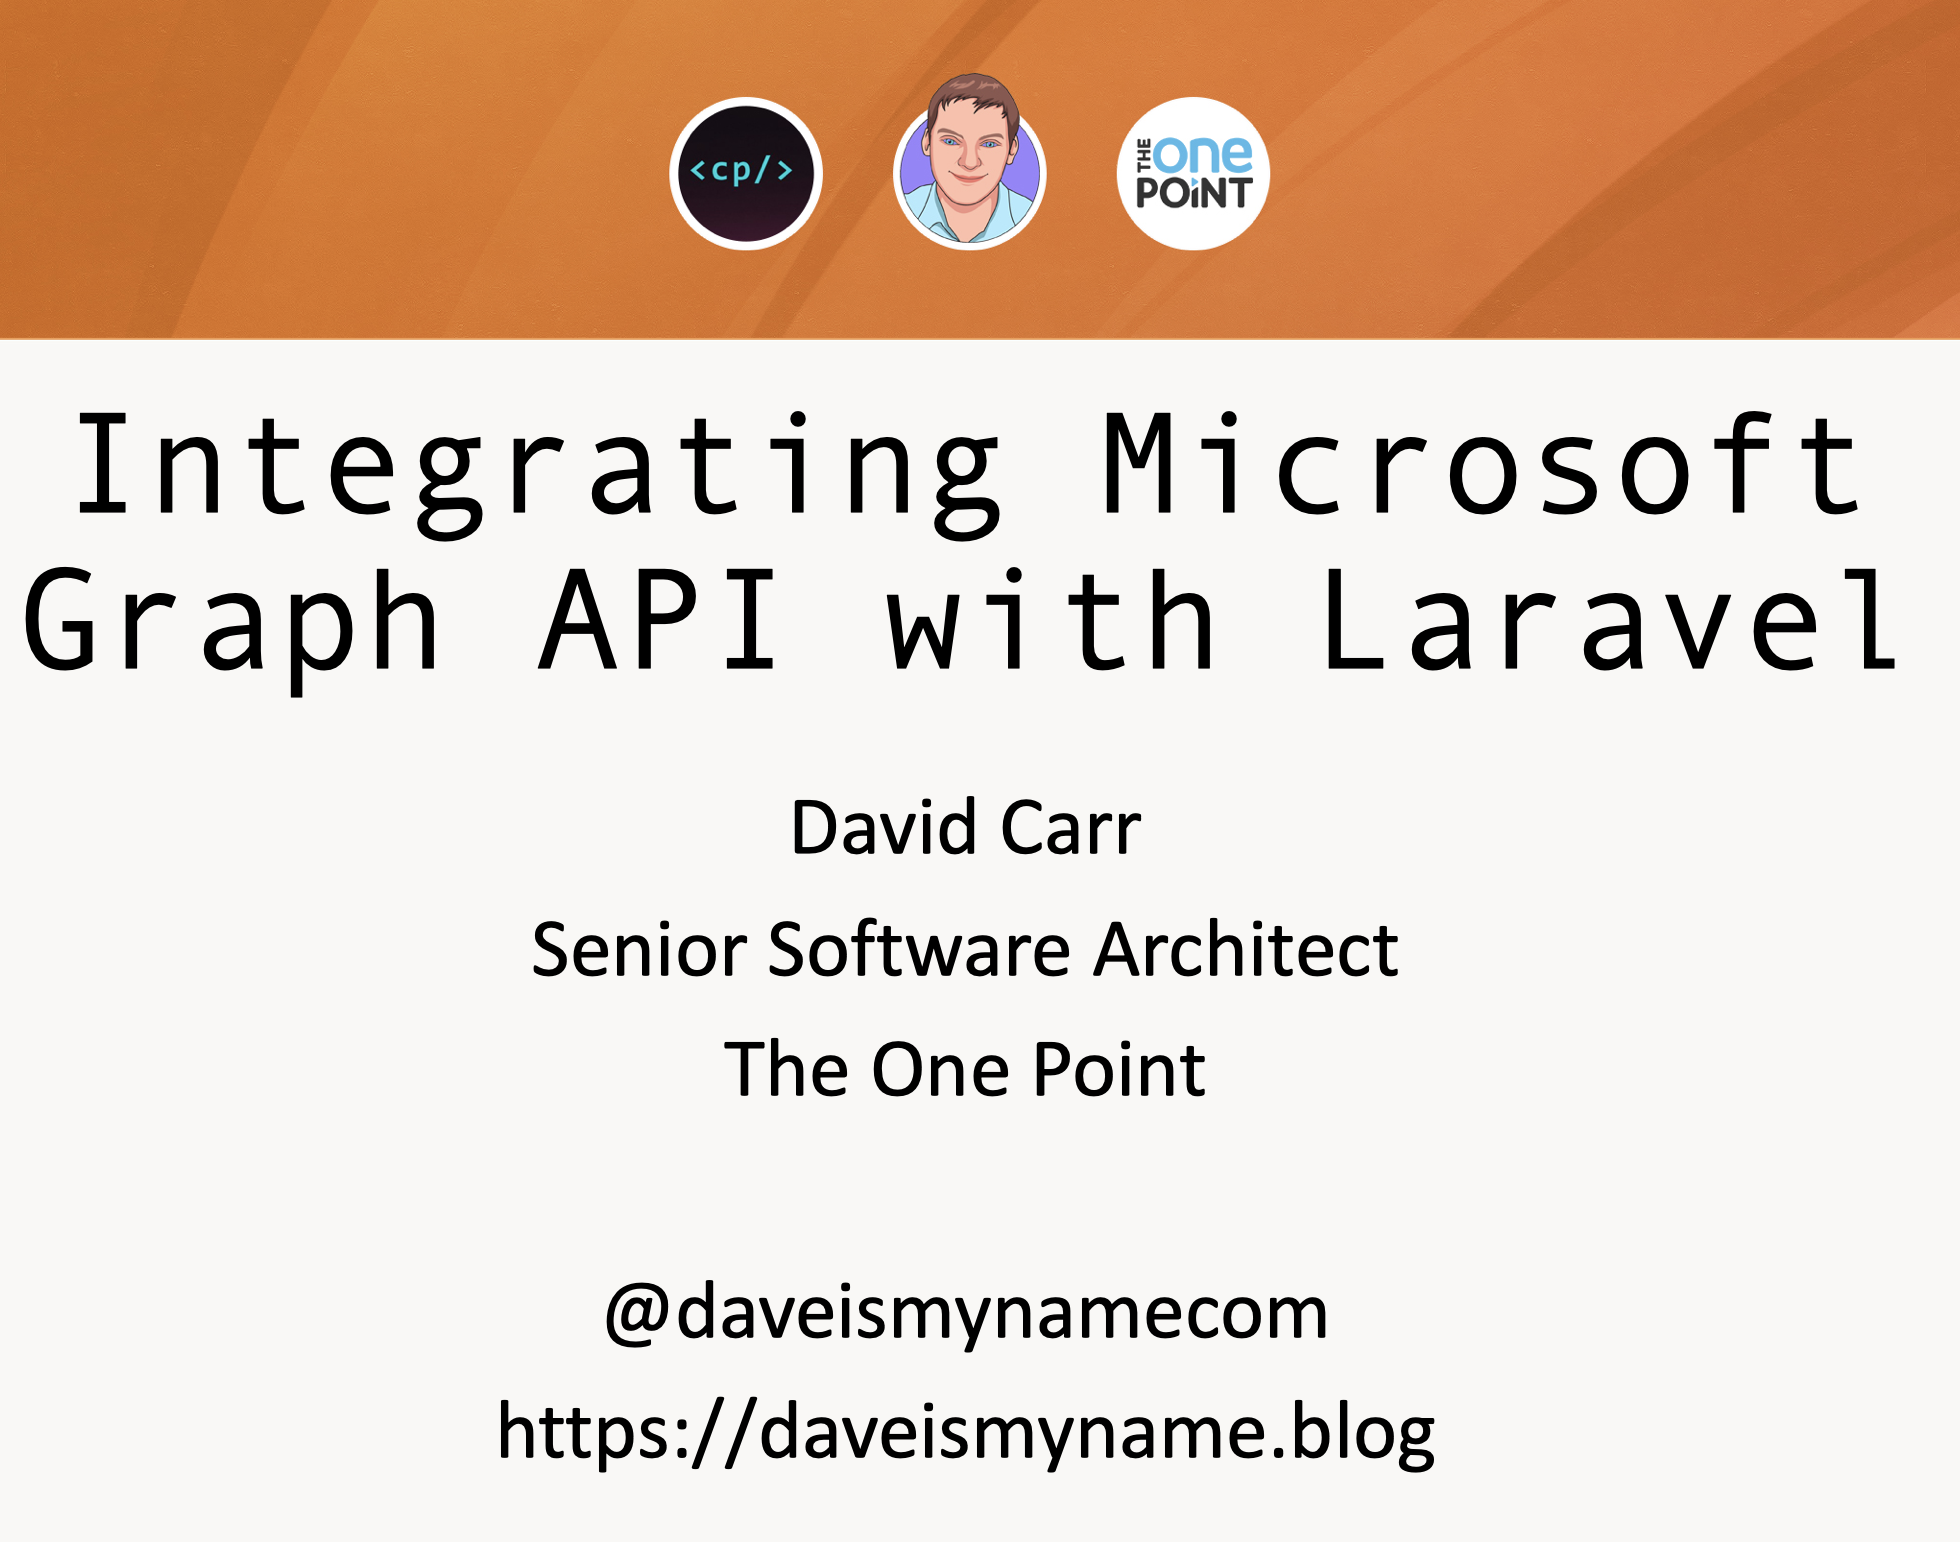 <cp/>
THE one
POINT
Integrating Microsoft
Graph API with Laravel
David Carr
Senior Software Architect
The One Point
@daveismynamecom
https://daveismyname.blog